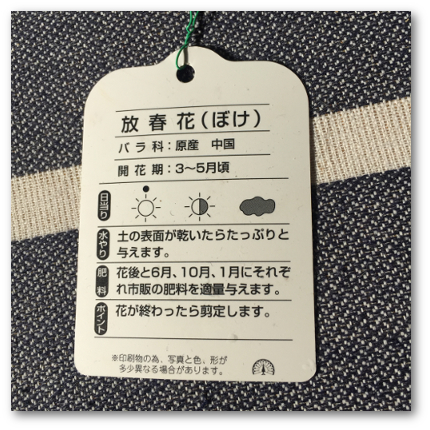 放春花(ぼけ)
バラ科:原産 中国
開花期:3〜5月頃
日当り
水やり
土の表面が乾いたらたっぷりと
与えます。
肥料
花後と6月、10月、1月にそれぞ
れ市販の肥料を適量与えます。
ポイント
花が終わったら剪定します。
※印刷物の為、写真と色、形が
多少異なる場合があります。